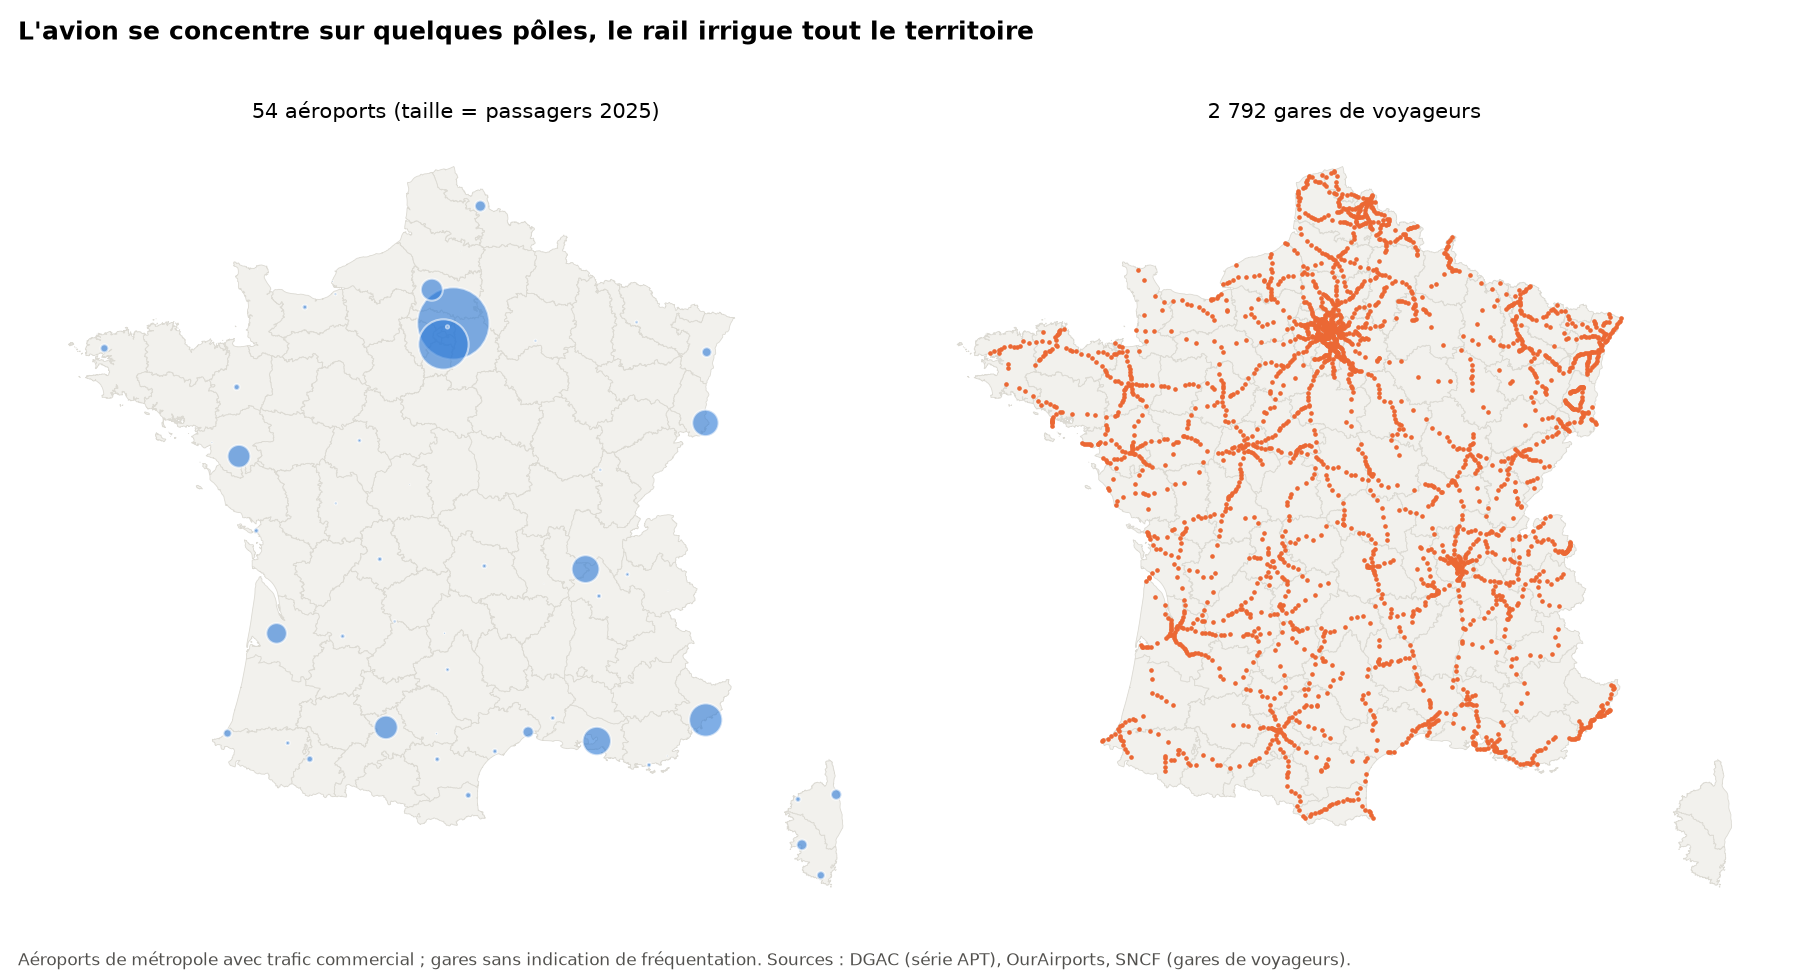 L'avion se concentre sur quelques pôles, le rail irrigue tout le territoire
54 aéroports (taille = passagers 2025)
2 792 gares de voyageurs
Aéroports de métropole avec trafic commercial ; gares sans indication de fréquentation. Sources : DGAC (série APT), OurAirports, SNCF (gares de voyageurs).